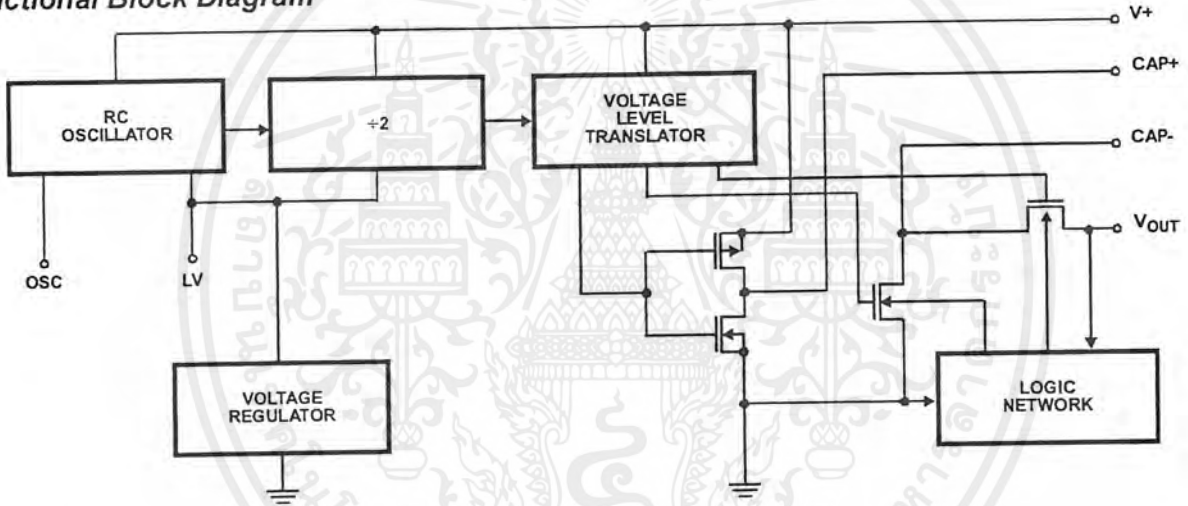 ctional Block Diagram
V+
CAP+
CAP-
VOUT
RC
OSCILLATOR
÷2
VOLTAGE
LEVEL
TRANSLATOR
OSC
LV
VOLTAGE
REGULATOR
LOGIC
NETWORK